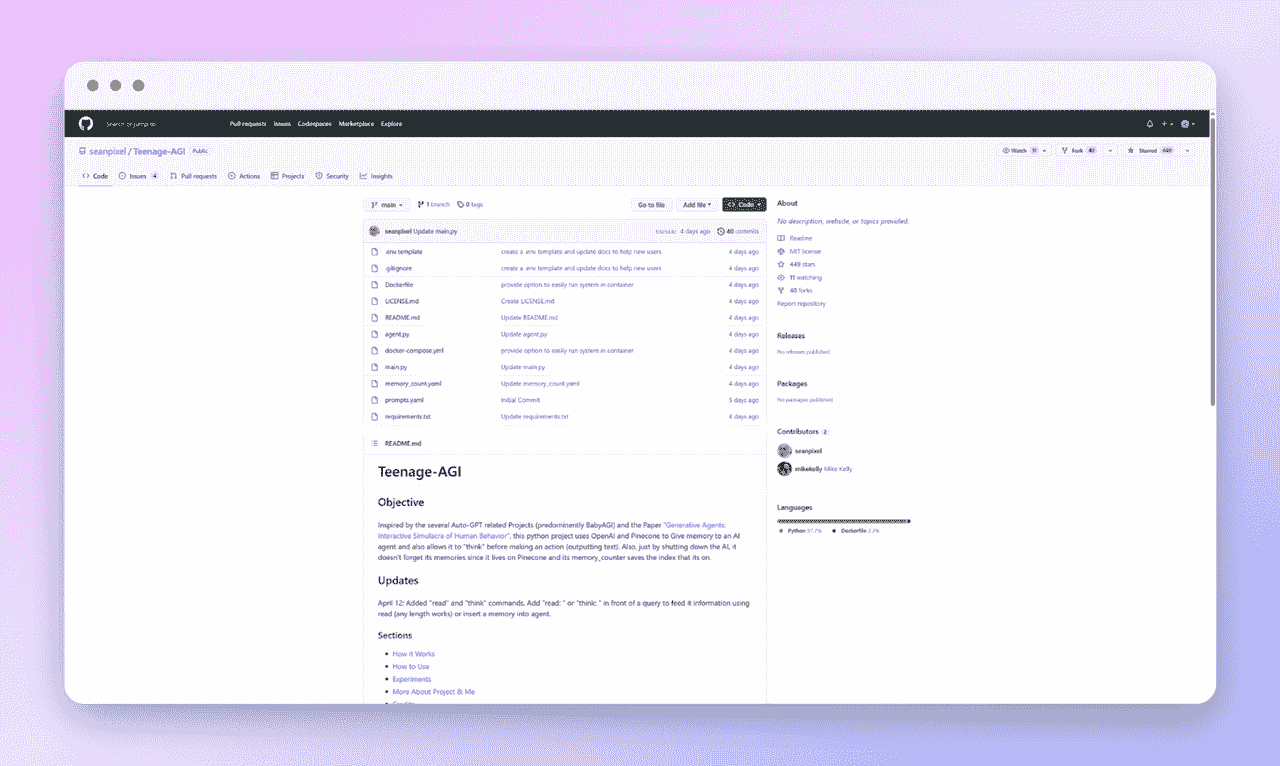 Search or jump to
Pull requests Issues Codespaces Marketplace Explore
seanpixel / Teenage-AGI Public
Watch 11 Fork 40 Starred 449
Code Issues 4 Pull requests Actions Projects Security Insights
main 1 branch 0 tags Go to file Add file Code
seanpixel Update main.py 4 days ago 40 commits
.env.template create a .env template and update docs to help new users 4 days ago
.gitignore create a .env template and update docs to help new users 4 days ago
Dockerfile provide option to easily run system in container 4 days ago
LICENSE.md Create LICENSE.md 4 days ago
README.md Update README.md 4 days ago
agent.py Update agent.py 4 days ago
docker-compose.yml provide option to easily run system in container 4 days ago
main.py Update main.py 4 days ago
memory_count.yaml Update memory_count.yaml 4 days ago
prompts.yaml Initial Commit 5 days ago
requirements.txt Update requirements.txt 4 days ago
README.md
Teenage-AGI
Objective
Inspired by the several Auto-GPT related Projects (predominently BabyAGI) and the Paper "Generative Agents:
Interactive Simulacra of Human Behavior", this python project uses OpenAI and Pinecone to Give memory to an AI
agent and also allows it to "think" before making an action (outputting text). Also, just by shutting down the AI, it
doesn't forget its memories since it lives on Pinecone and its memory_counter saves the index that its on.
Updates
April 12: Added "read" and "think" commands. Add "read: " or "think: " in front of a query to feed it information using
read (any length works) or insert a memory into agent.
Sections
How it Works
How to Use
Experiments
More About Project & Me
Credits
About
No description, website, or topics provided.
Readme
MIT license
449 stars
11 watching
40 forks
Report repository
Releases
No releases published
Packages
No packages published
Contributors 2
seanpixel
mikekelly Mike Kelly
Languages
Python 97.7% Dockerfile 2.3%